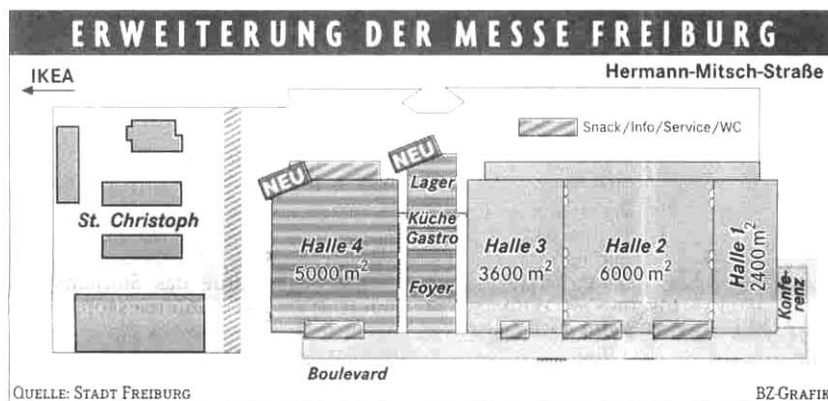 ERWEITERUNG DER MESSE FREIBURG
IKEA
Hermann-Mitsch-Straße
Snack/Info/Service/WC
NEU
NEU
Lager
Küche
Gastro
Foyer
St. Christoph
Halle 4
5000 m²
Halle 3
3600 m²
Halle 2
6000 m²
Halle 1
2400 m²
Konfe-
renz
Boulevard
QUELLE: STADT FREIBURG
BZ-GRAFIK